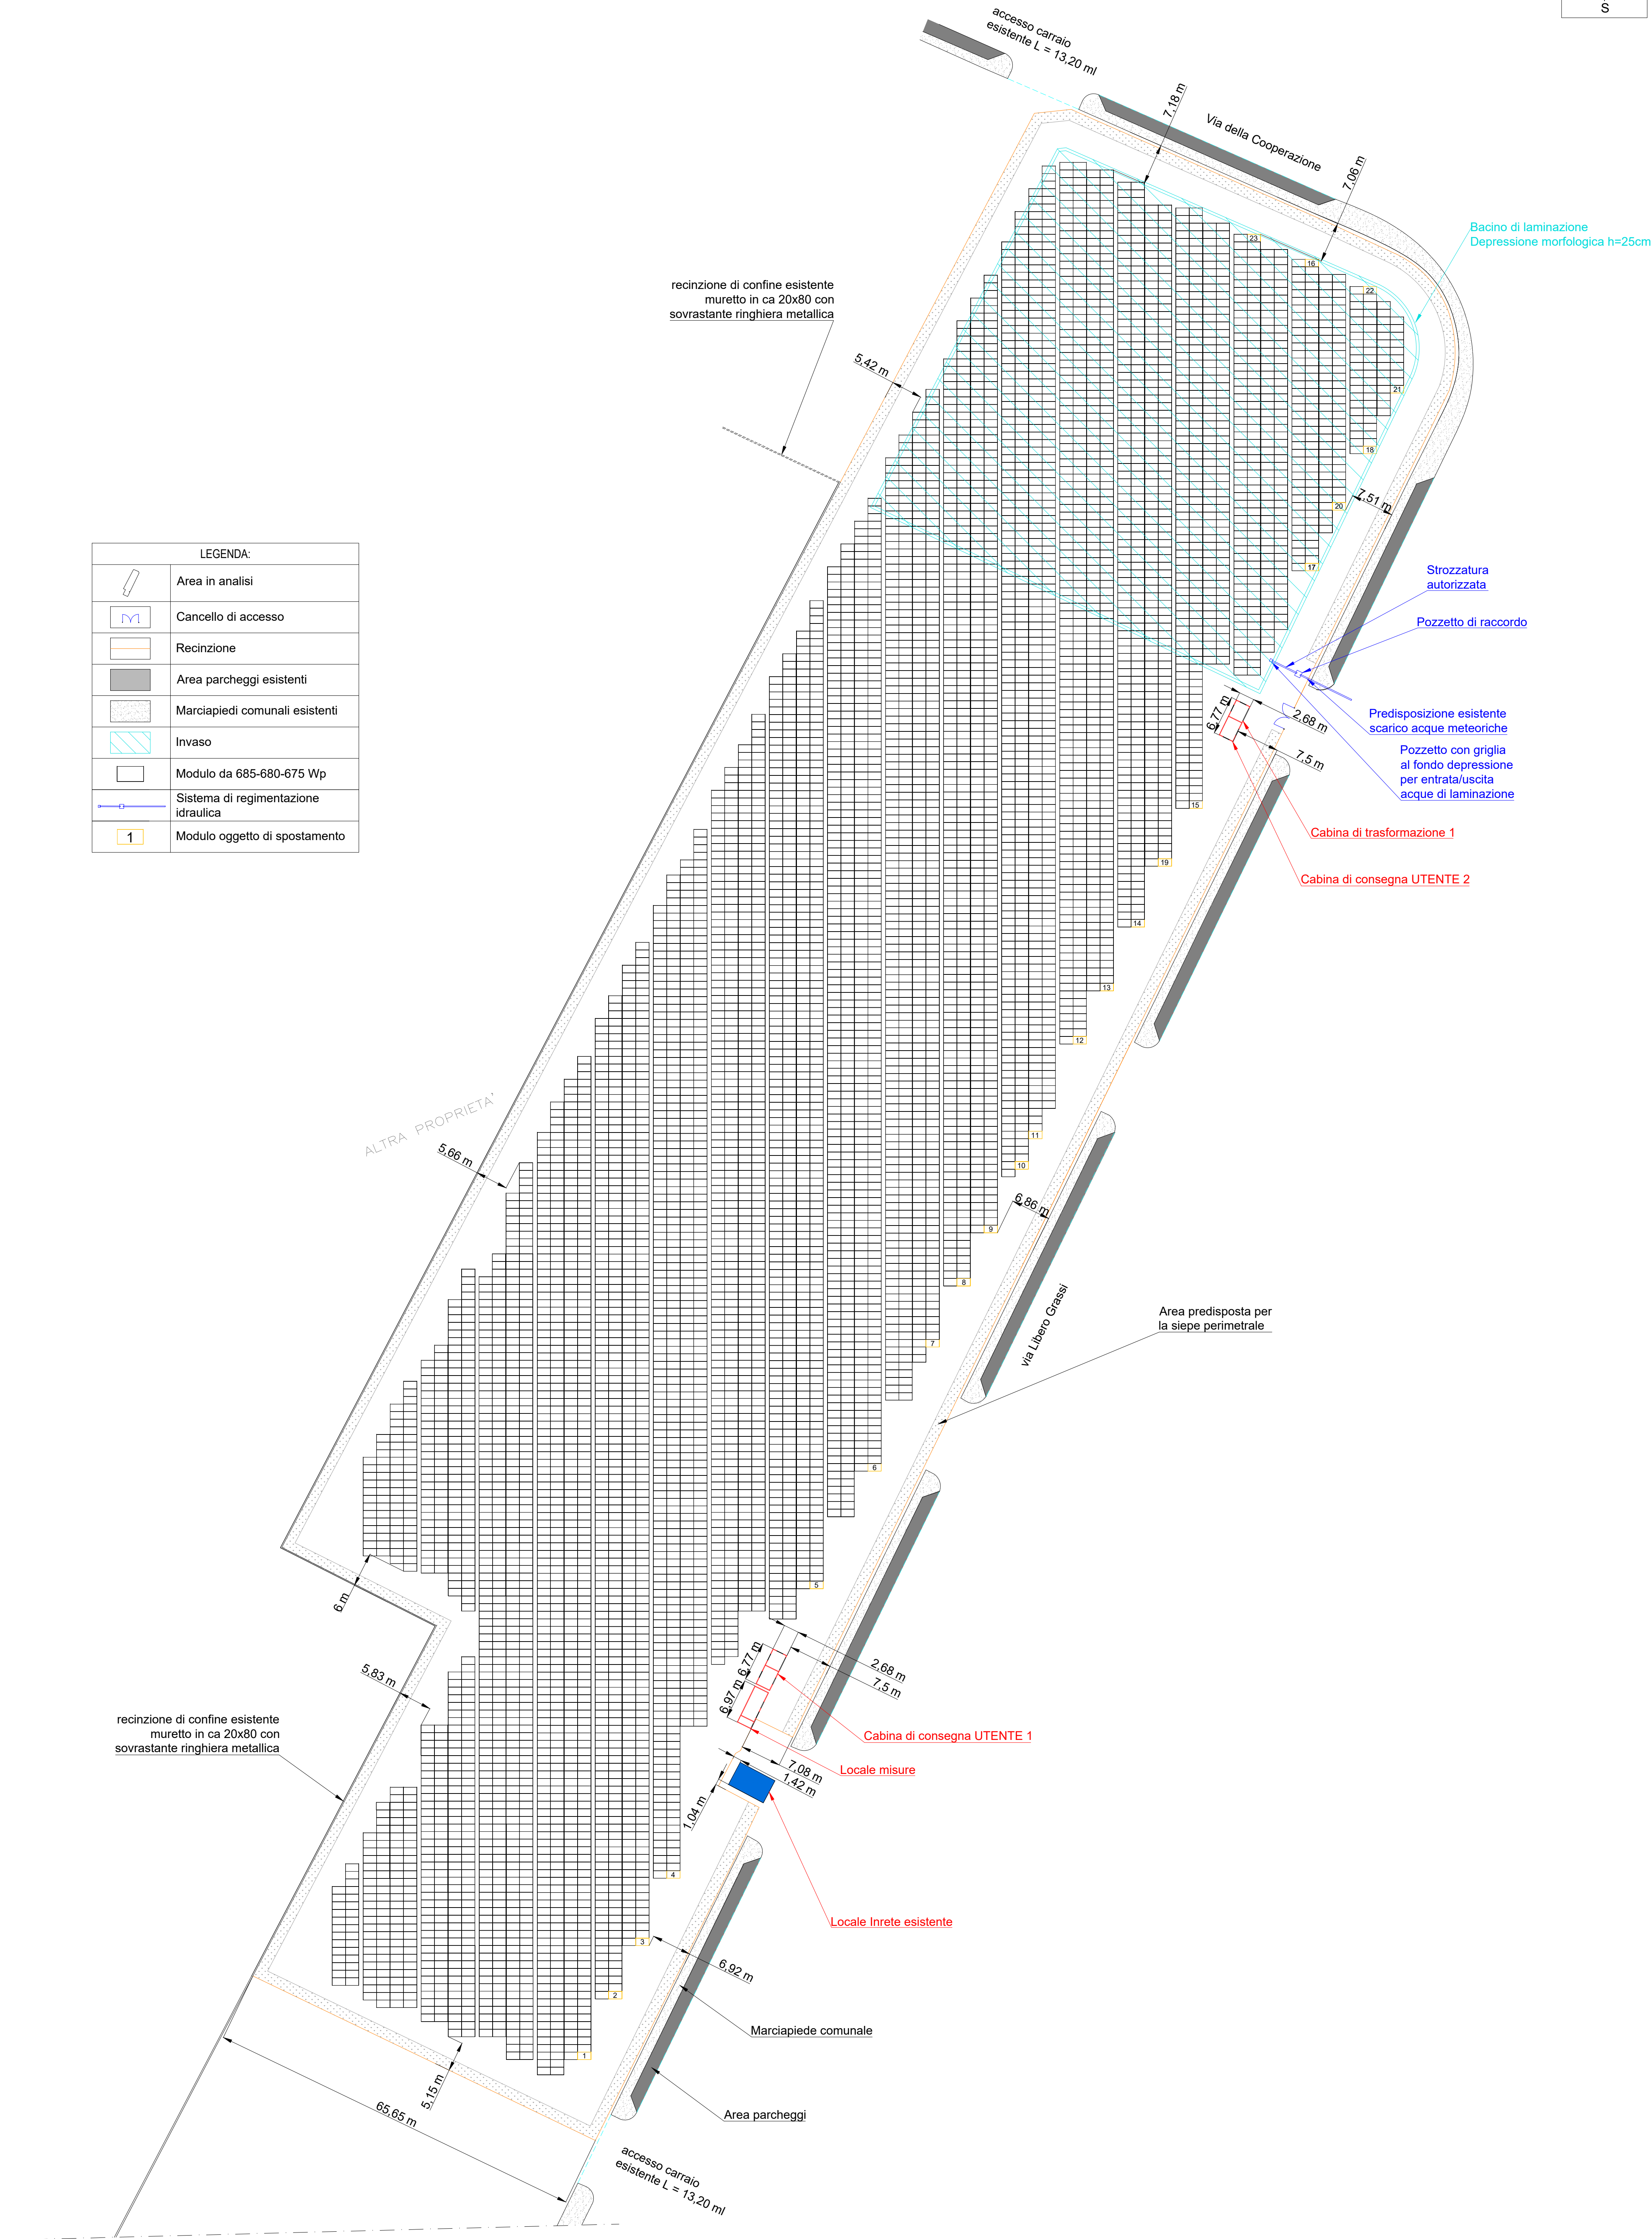 S
accesso carraio
esistente L = 13,20 ml
7,18 m
Via della Cooperazione
7,06 m
Bacino di laminazione
Depressione morfologica h=25cm
23
16
22
recinzione di confine esistente
muretto in ca 20x80 con
sovrastante ringhiera metallica
5,42 m
21
18
7,51 m
20
17
LEGENDA:
Area in analisi
Cancello di accesso
Recinzione
Area parcheggi esistenti
Marciapiedi comunali esistenti
Invaso
Modulo da 685-680-675 Wp
Sistema di regimentazione
idraulica
1
Modulo oggetto di spostamento
Strozzatura
autorizzata
Pozzetto di raccordo
6,77 m
2,68 m
Predisposizione esistente
scarico acque meteoriche
7,5 m
Pozzetto con griglia
al fondo depressione
per entrata/uscita
acque di laminazione
15
Cabina di trasformazione 1
19
Cabina di consegna UTENTE 2
14
13
12
ALTRA PROPRIETA'
5,66 m
11
10
6,86 m
9
8
via Libero Grassi
Area predisposta per
la siepe perimetrale
7
6
5
6 m
6,77 m
2,68 m
5,83 m
7,5 m
6,97 m
recinzione di confine esistente
muretto in ca 20x80 con
sovrastante ringhiera metallica
Cabina di consegna UTENTE 1
7,08 m
Locale misure
1,42 m
1,04 m
4
Locale Inrete esistente
3
6,92 m
2
Marciapiede comunale
1
5,15 m
65,65 m
Area parcheggi
accesso carraio
esistente L = 13,20 ml